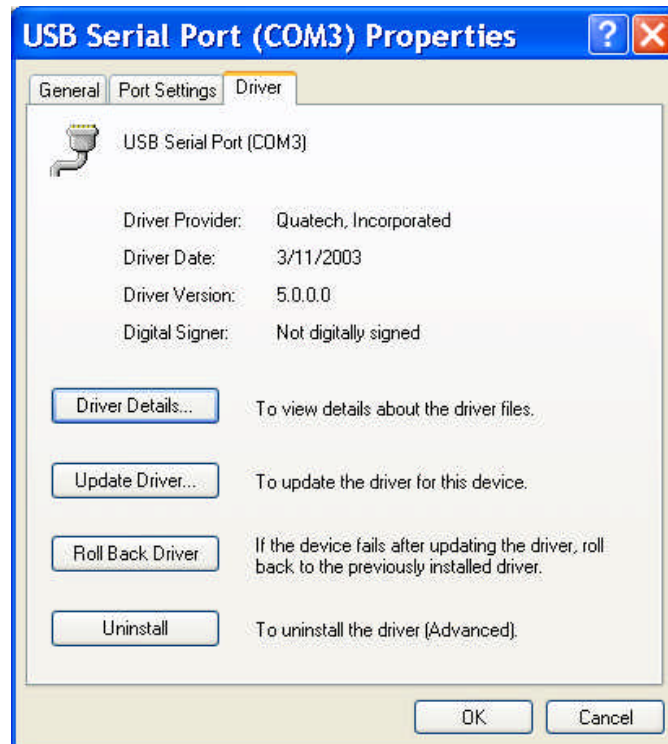 USB Serial Port (COM3) Properties
General Port Settings Driver
USB Serial Port (COM3)
Driver Provider: Quatech, Incorporated
Driver Date: 3/11/2003
Driver Version: 5.0.0.0
Digital Signer: Not digitally signed
Driver Details... To view details about the driver files.
Update Driver... To update the driver for this device.
Roll Back Driver If the device fails after updating the driver, roll
back to the previously installed driver.
Uninstall To uninstall the driver (Advanced).
OK Cancel